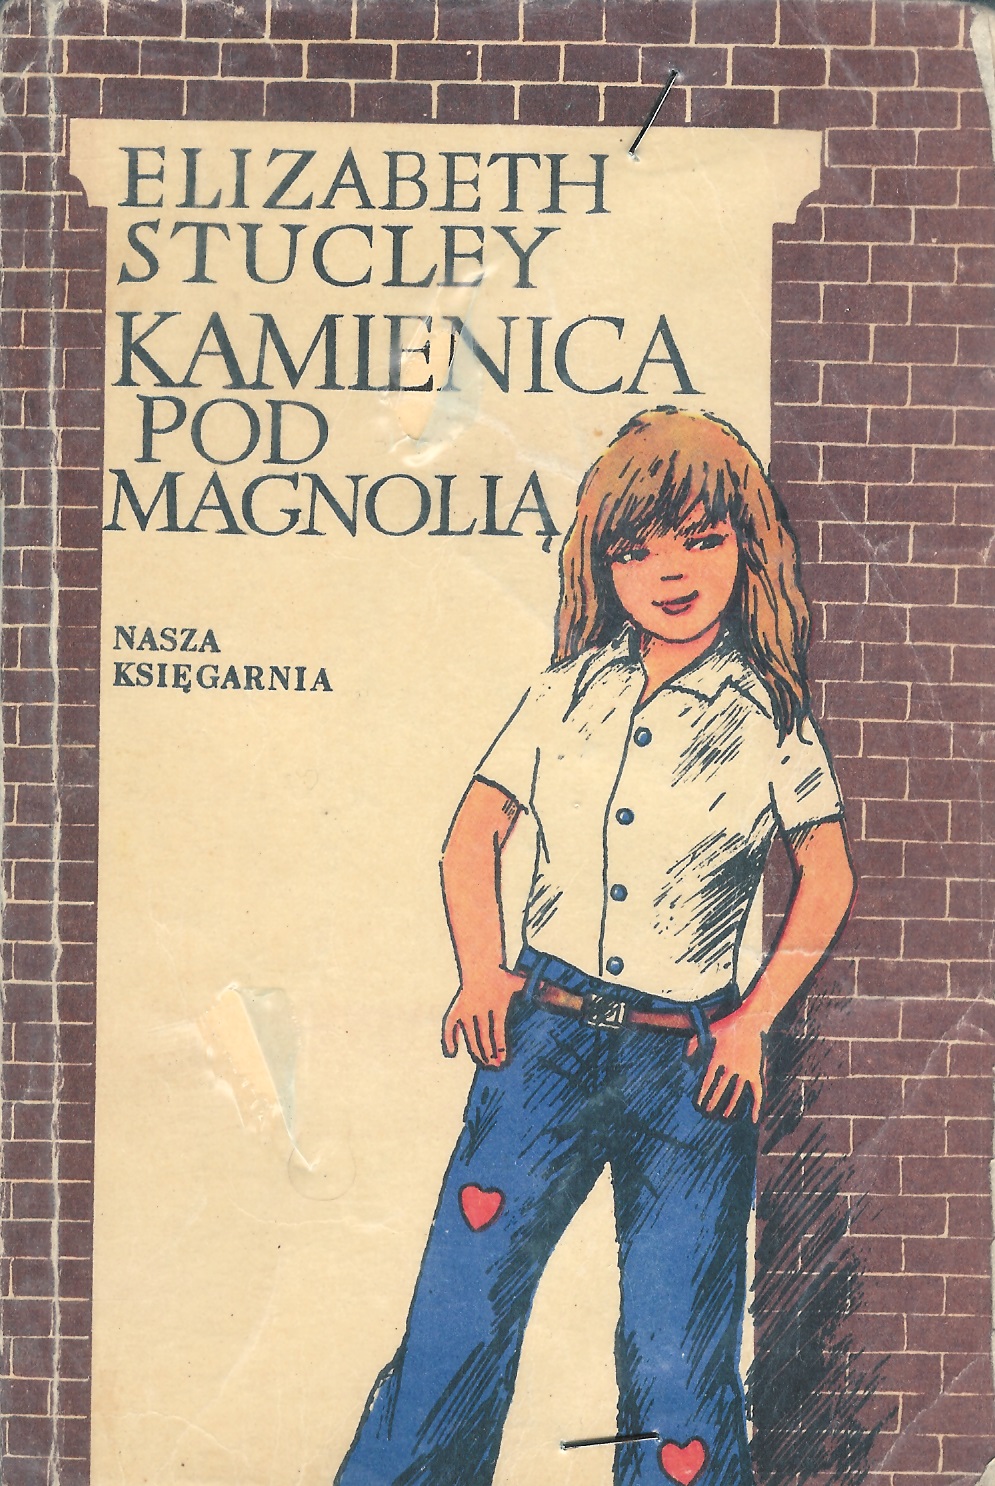 ELIZABETH
STUCLEY
KAMIENICA
POD
MAGNOLIĄ
NASZA
KSIĘGARNIA